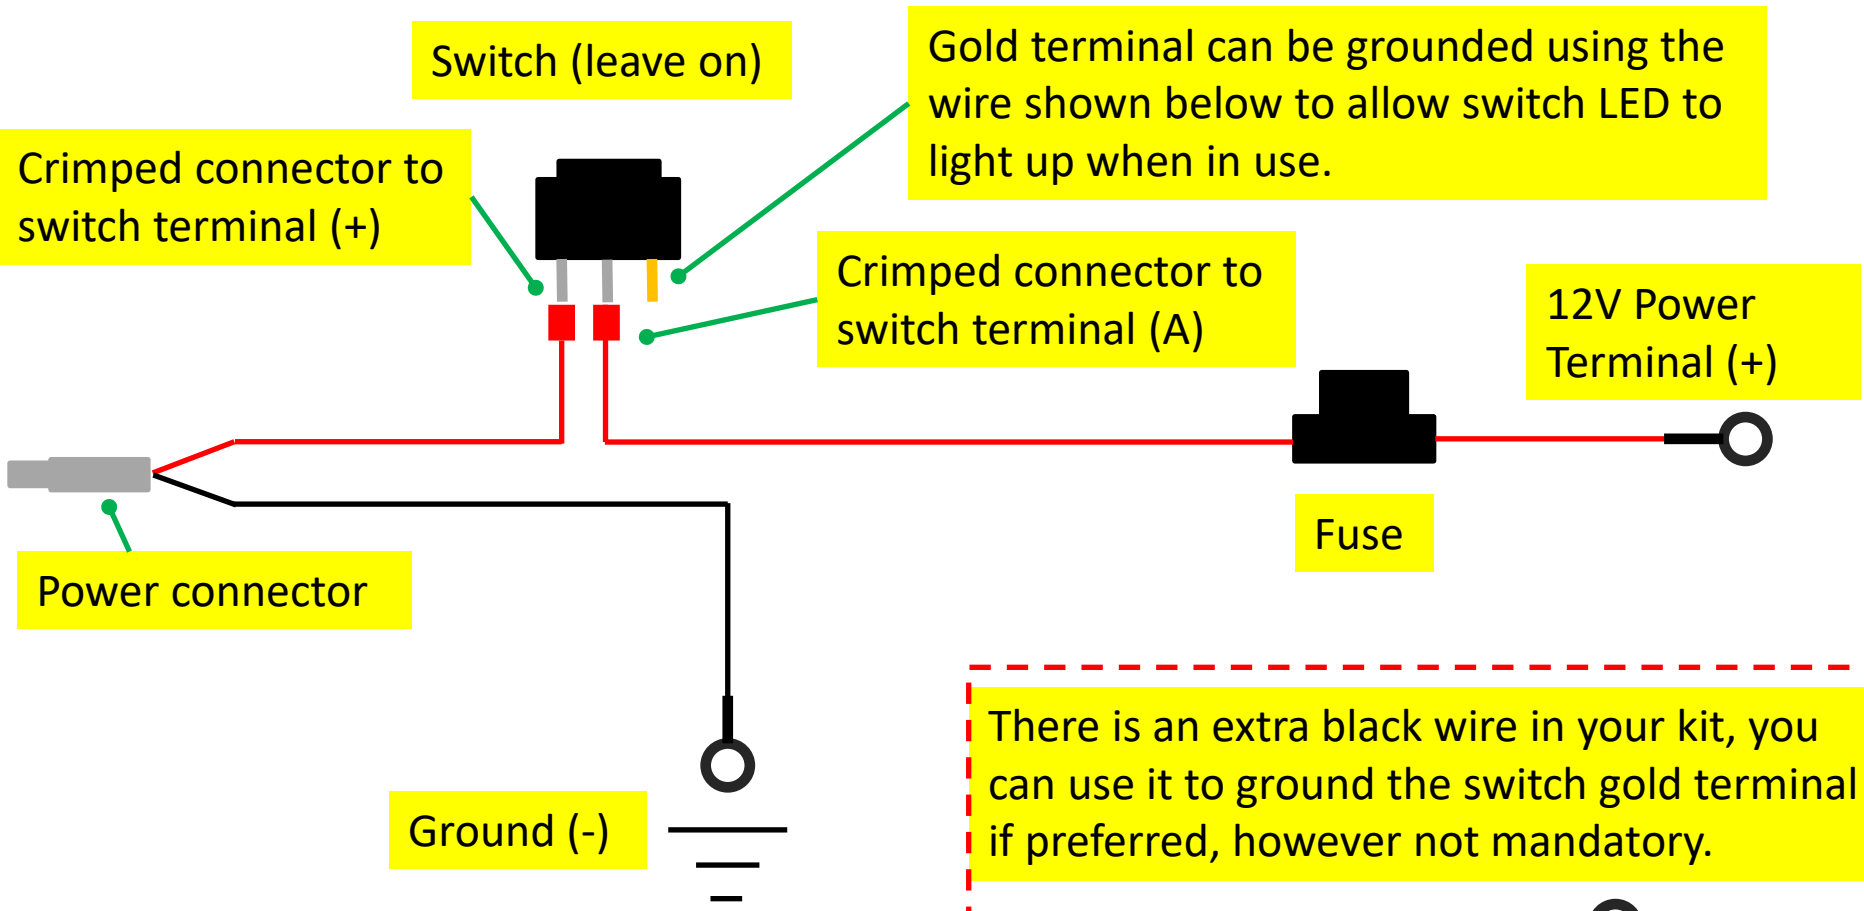 Switch (leave on)
Gold terminal can be grounded using the
wire shown below to allow switch LED to
light up when in use.
Crimped connector to
switch terminal (+)
Crimped connector to
switch terminal (A)
12V Power
Terminal (+)
Fuse
Power connector
There is an extra black wire in your kit, you
can use it to ground the switch gold terminal
if preferred, however not mandatory.
Ground (-)